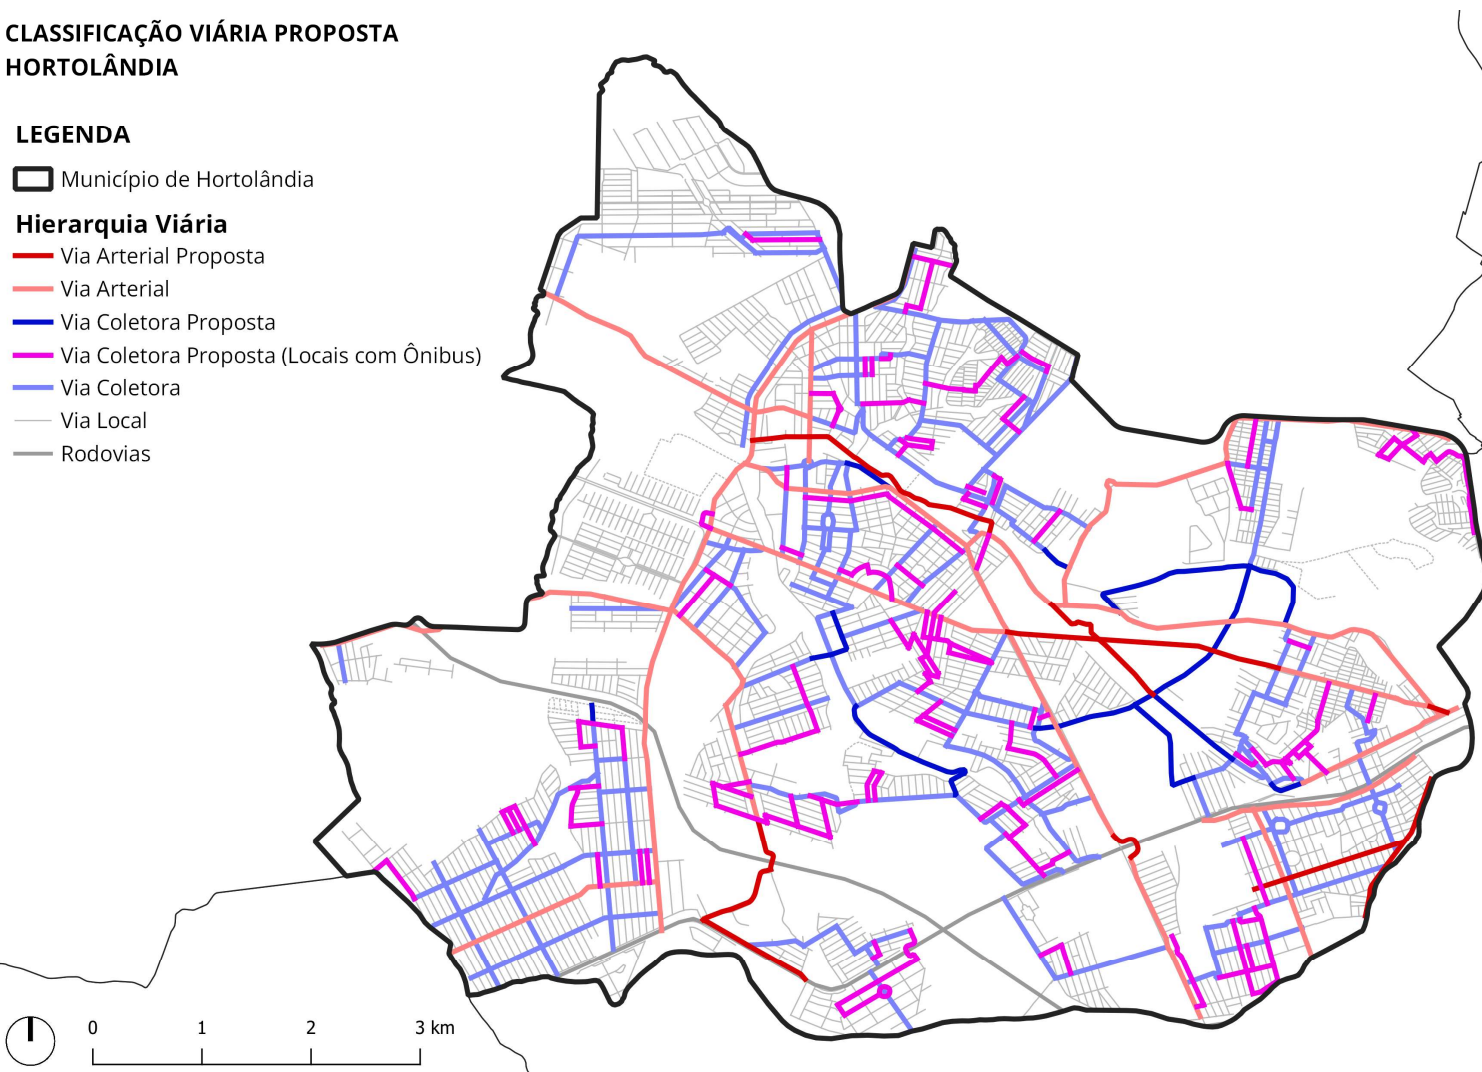 CLASSIFICAÇÃO VIÁRIA PROPOSTA
HORTOLÂNDIA
LEGENDA
Município de Hortolândia
Hierarquia Viária
Via Arterial Proposta
Via Arterial
Via Coletora Proposta
Via Coletora Proposta (Locais com Ônibus)
Via Coletora
Via Local
Rodovias
0 1 2 3 km